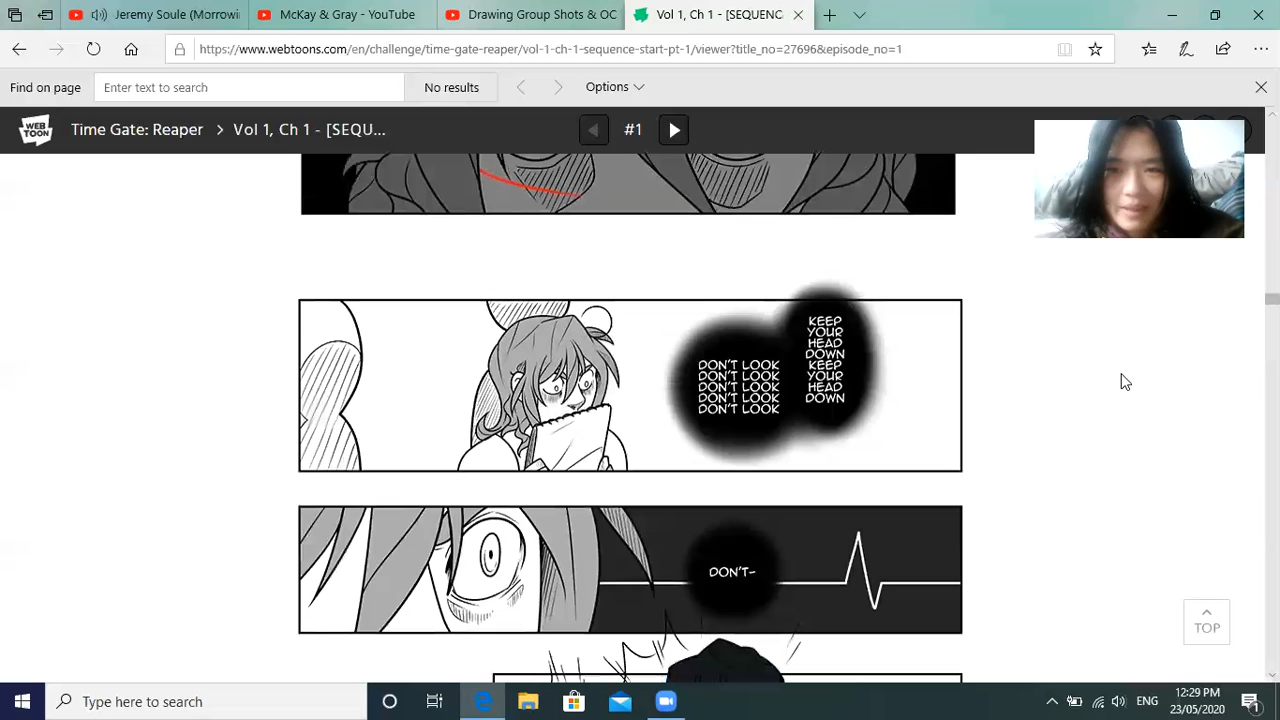 Jeremy Soule (Morrowi
McKay & Gray - YouTube
Drawing Group Shots & OC
Vol 1, Ch 1 - [SEQUENC
https://www.webtoons.com/en/challenge/time-gate-reaper/vol-1-ch-1-sequence-start-pt-1/viewer?title_no=27696&episode_no=1
Find on page
Enter text to search
No results
Options
WEB
TOON
Time Gate: Reaper
Vol 1, Ch 1 - [SEQU...
#1
DON'T LOOK
DON'T LOOK
DON'T LOOK
DON'T LOOK
DON'T LOOK
KEEP
YOUR
HEAD
DOWN
KEEP
YOUR
HEAD
DOWN
DON'T-
TOP
Type here to search
ENG
12:29 PM
23/05/2020
1